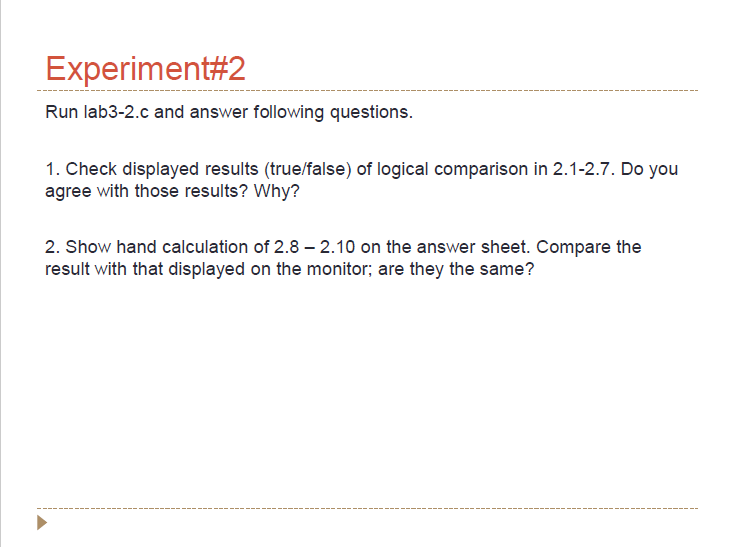 Experiment#2
Run lab3-2.c and answer following questions.
1. Check displayed results (true/false) of logical comparison in 2.1-2.7. Do you
agree with those results? Why?
2. Show hand calculation of 2.8 – 2.10 on the answer sheet. Compare the
result with that displayed on the monitor; are they the same?